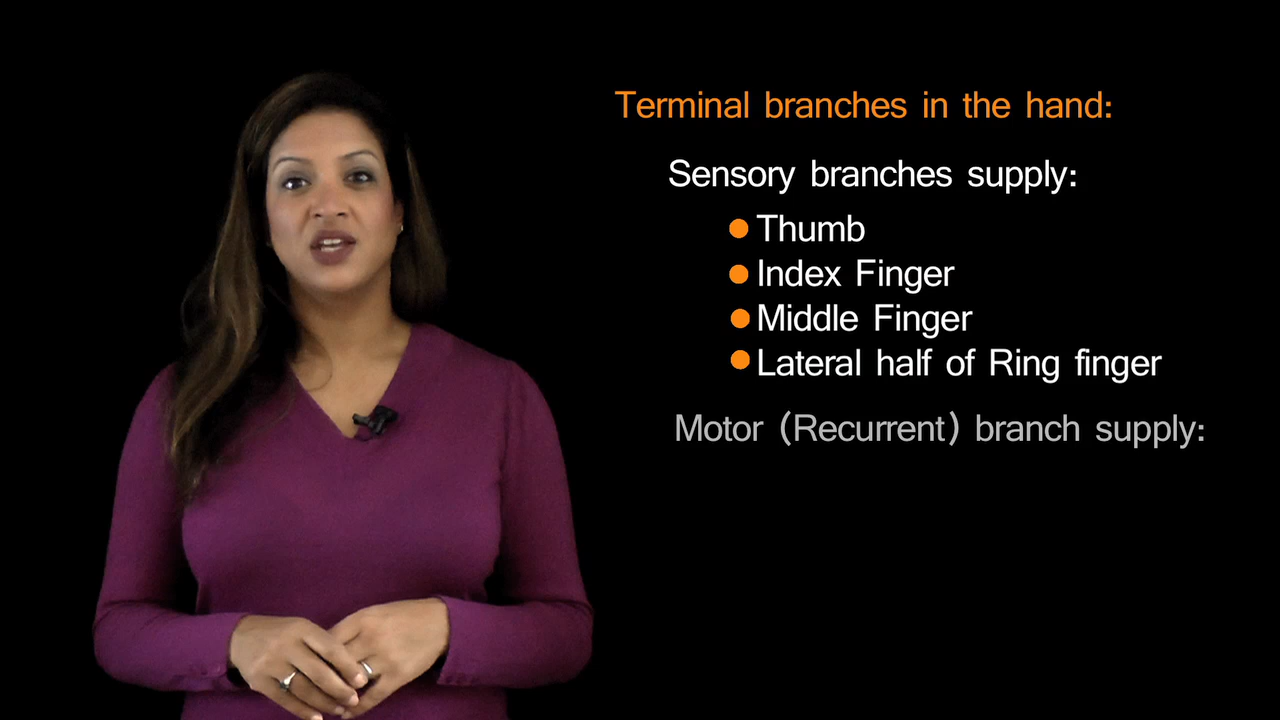 Terminal branches in the hand:
Sensory branches supply:
Thumb
Index Finger
Middle Finger
Lateral half of Ring finger
Motor (Recurrent) branch supply: